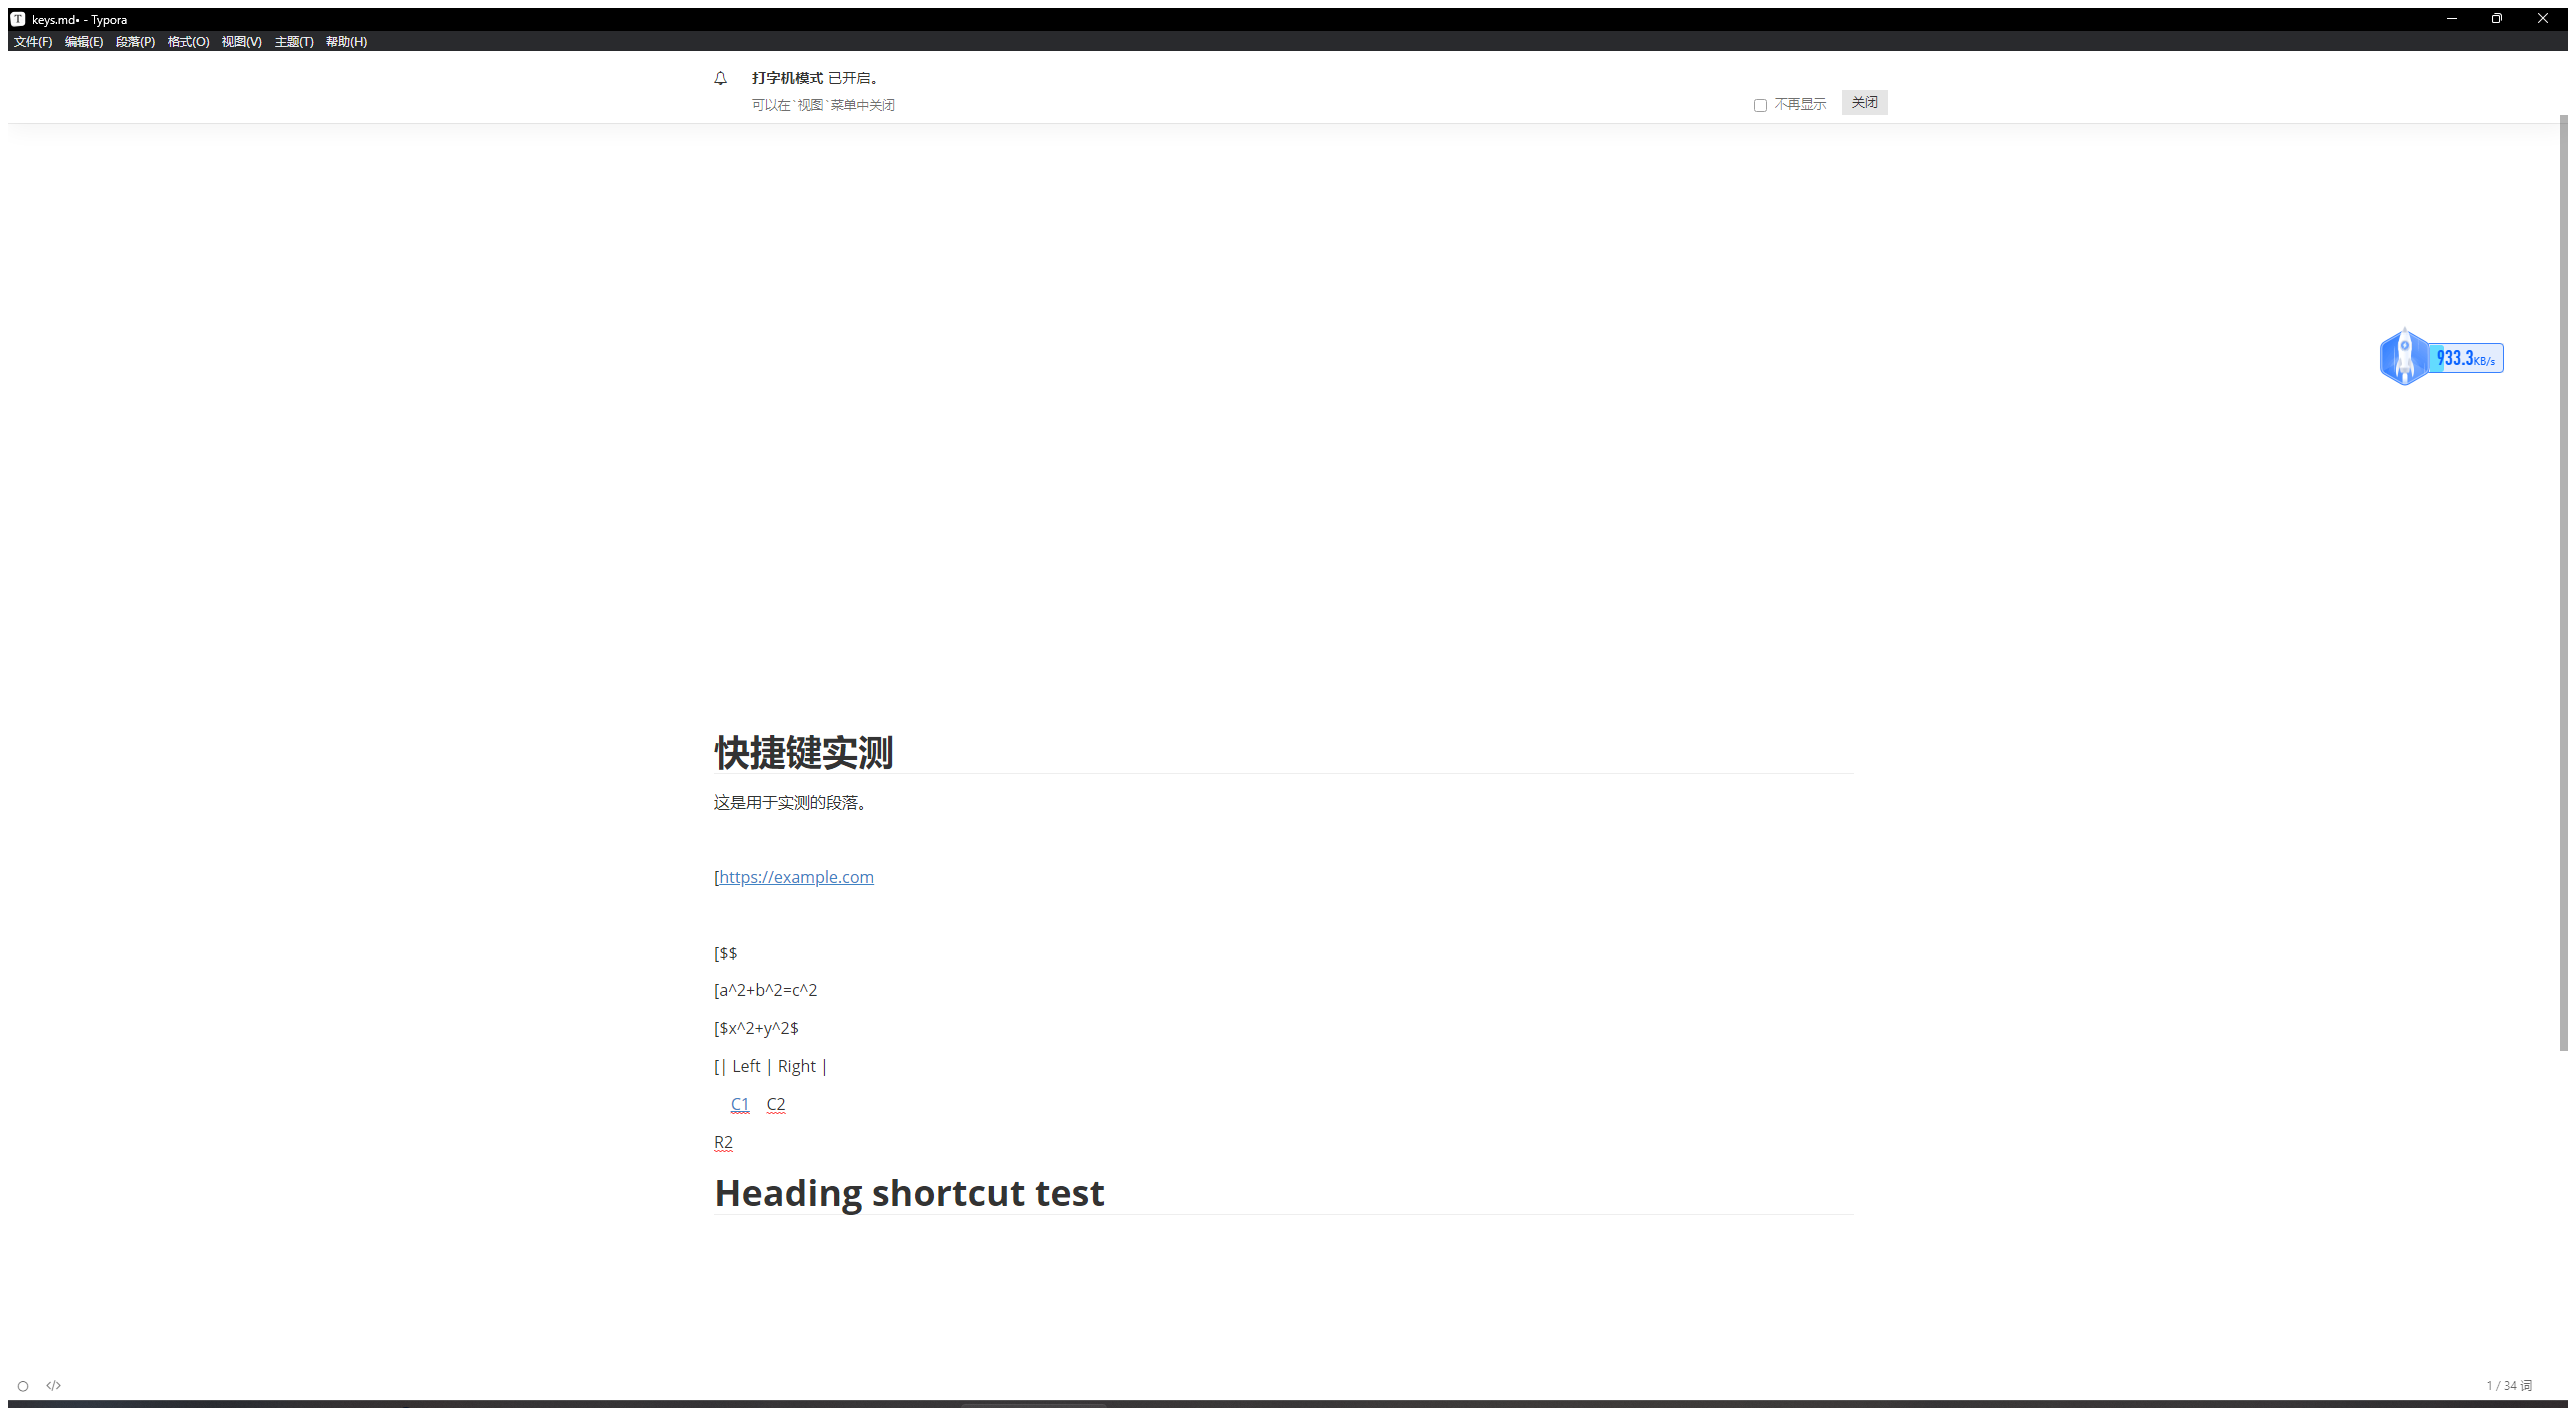 keys.md• - Typora
文件(F) 编辑(E) 段落(P) 格式(O) 视图(V) 主题(T) 帮助(H)
打字机模式 已开启。
可以在`视图`菜单中关闭
不再显示 关闭
933.3KB/s
快捷键实测
这是用于实测的段落。
[https://example.com
[$$
[a^2+b^2=c^2
[$x^2+y^2$
[| Left | Right |
C1 C2
R2
Heading shortcut test
</> 1 / 34 词